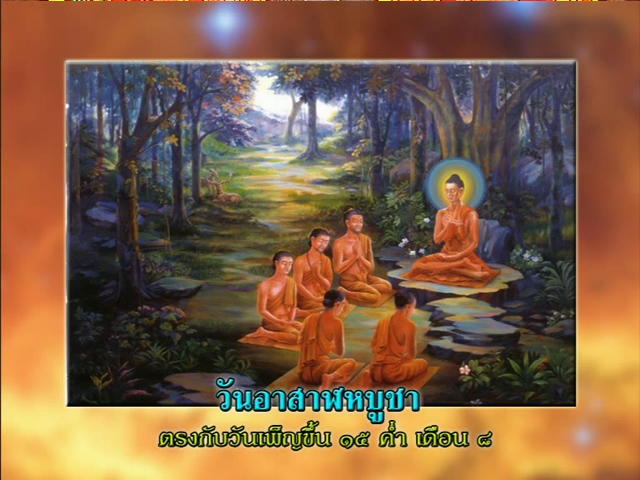 วันอาสาฬหบูชา
ตรงกับวันเพ็ญขึ้น ๑๕ ค่ำ เดือน ๘